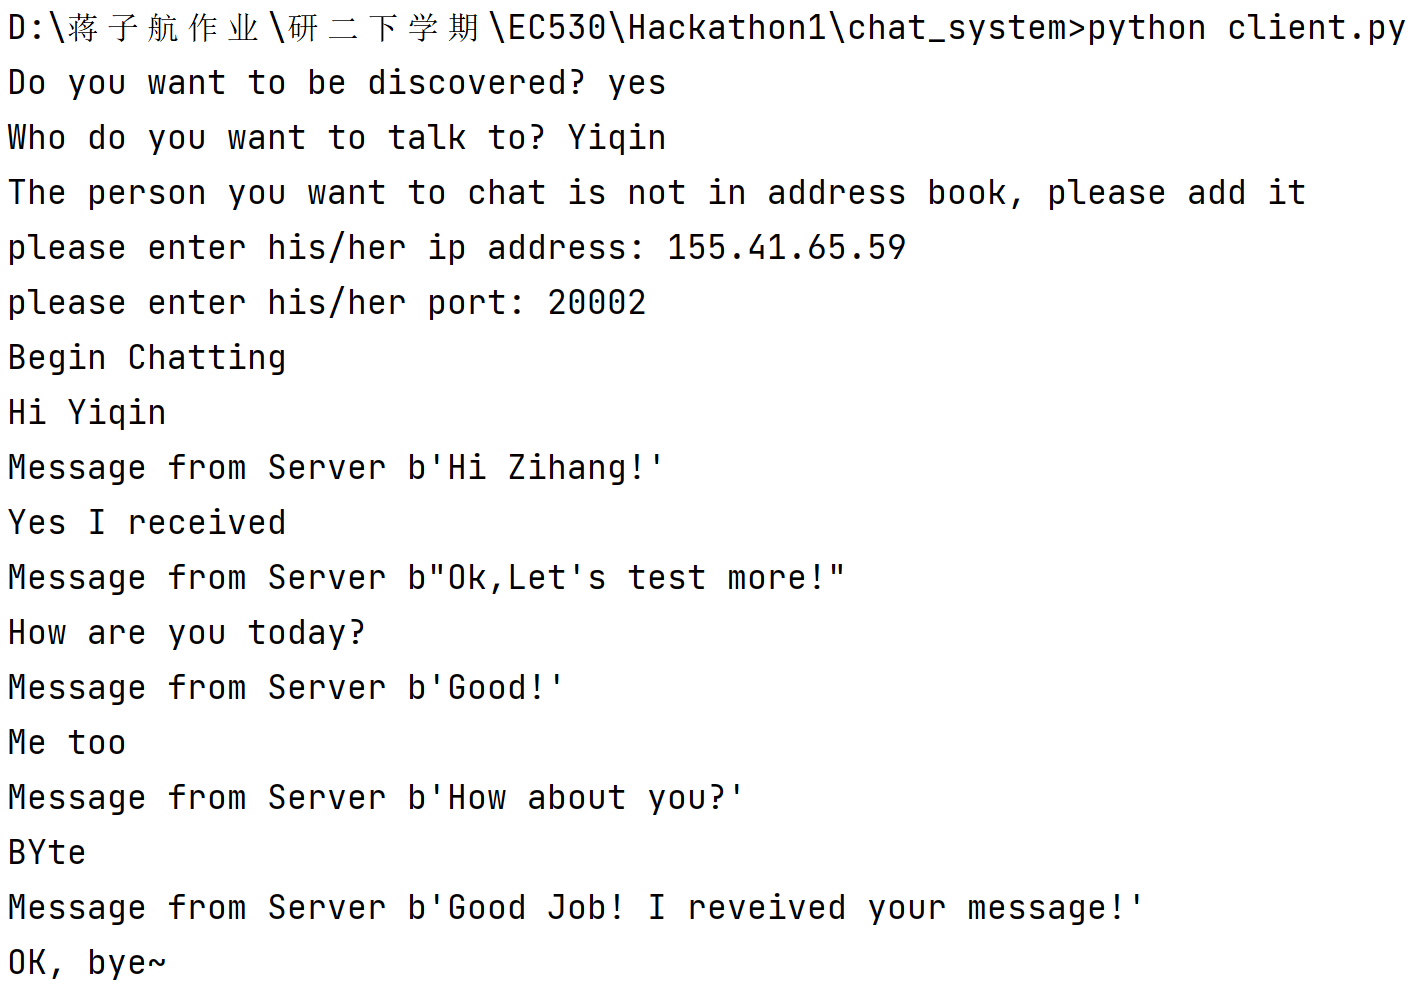 D:\蒋子航作业\研二下学期\EC530\Hackathon1\chat_system>python client.py
Do you want to be discovered? yes
Who do you want to talk to? Yiqin
The person you want to chat is not in address book, please add it
please enter his/her ip address: 155.41.65.59
please enter his/her port: 20002
Begin Chatting
Hi Yiqin
Message from Server b'Hi Zihang!'
Yes I received
Message from Server b"Ok,Let's test more!"
How are you today?
Message from Server b'Good!'
Me too
Message from Server b'How about you?'
BYte
Message from Server b'Good Job! I reveived your message!'
OK, bye~